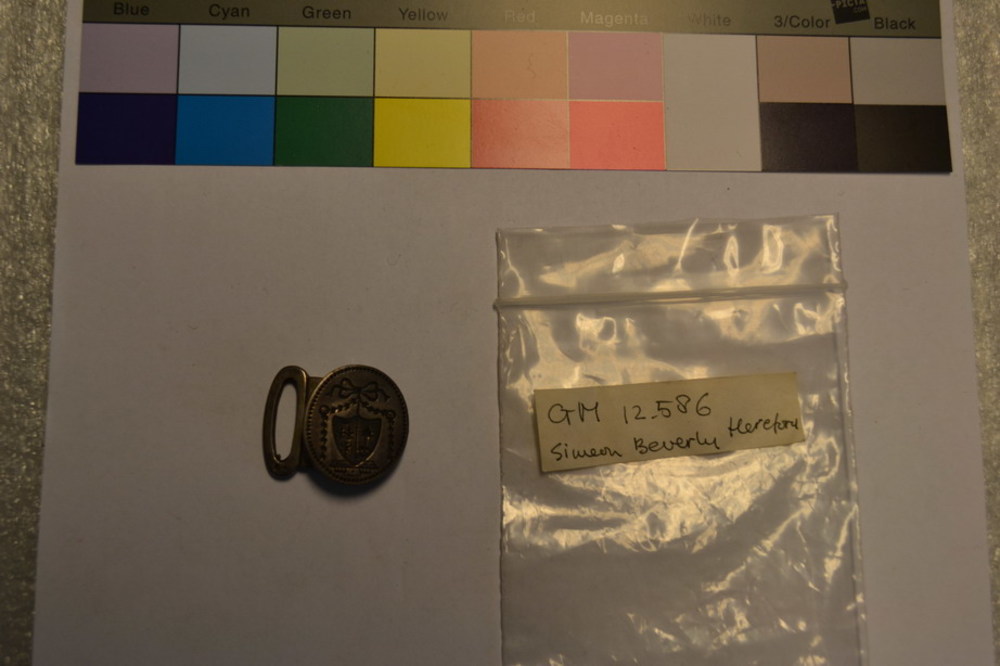 Blue Cyan Green Yellow Red Magenta White 3/Color Black
GM 12.586
Simeon Beverly Hereford